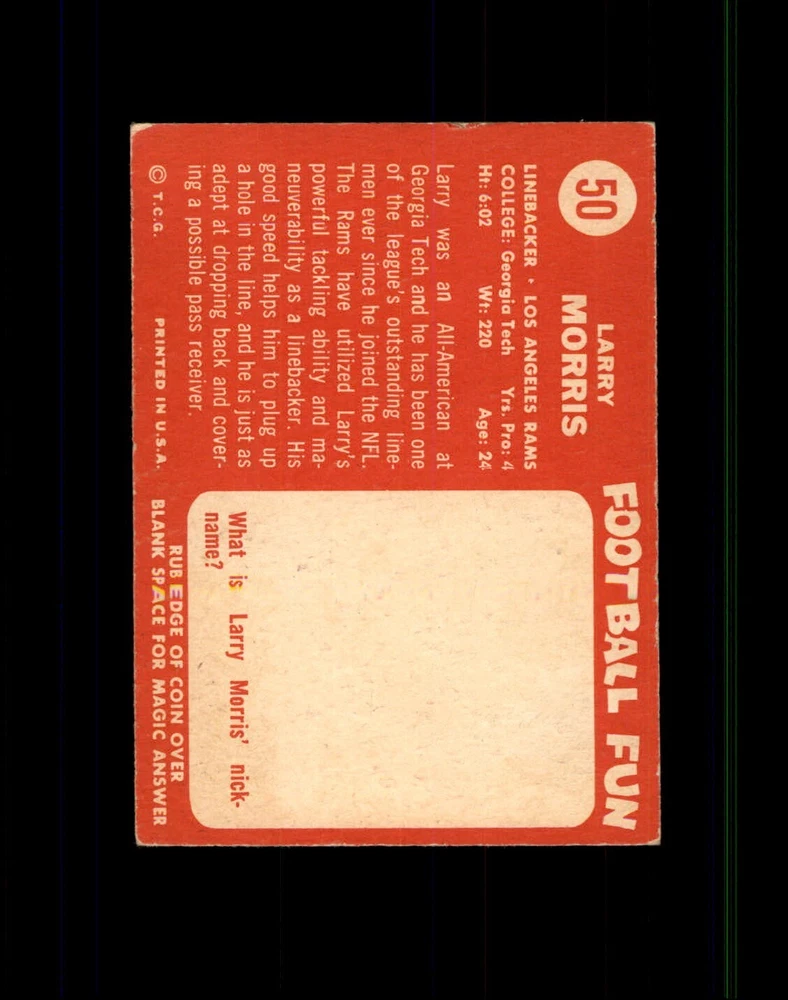 50
LARRY
MORRIS
LINEBACKER • LOS ANGELES RAMS
COLLEGE: Georgia Tech Yrs. Pro: 4
Ht: 6:02 Wt: 220 Age: 24
Larry was an All-American at
Georgia Tech and he has been one
of the league's outstanding line-
men ever since he joined the NFL.
The Rams have utilized Larry's
powerful tackling ability and ma-
neuverability as a linebacker. His
good speed helps him to plug up
a hole in the line, and he is just as
adept at dropping back and cover-
ing a possible pass receiver.
© T.C.G. PRINTED IN U.S.A.
FOOTBALL FUN
What is Larry Morris' nick-
name?
RUB EDGE OF COIN OVER
BLANK SPACE FOR MAGIC ANSWER